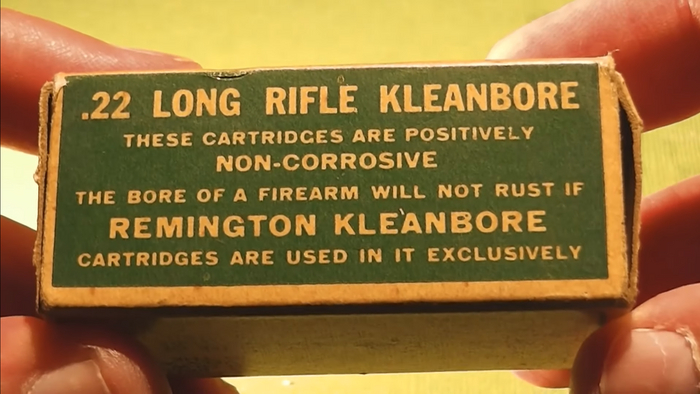 .22 LONG RIFLE KLEANBORE
THESE CARTRIDGES ARE POSITIVELY
NON-CORROSIVE
THE BORE OF A FIREARM WILL NOT RUST IF
REMINGTON KLEANBORE
CARTRIDGES ARE USED IN IT EXCLUSIVELY